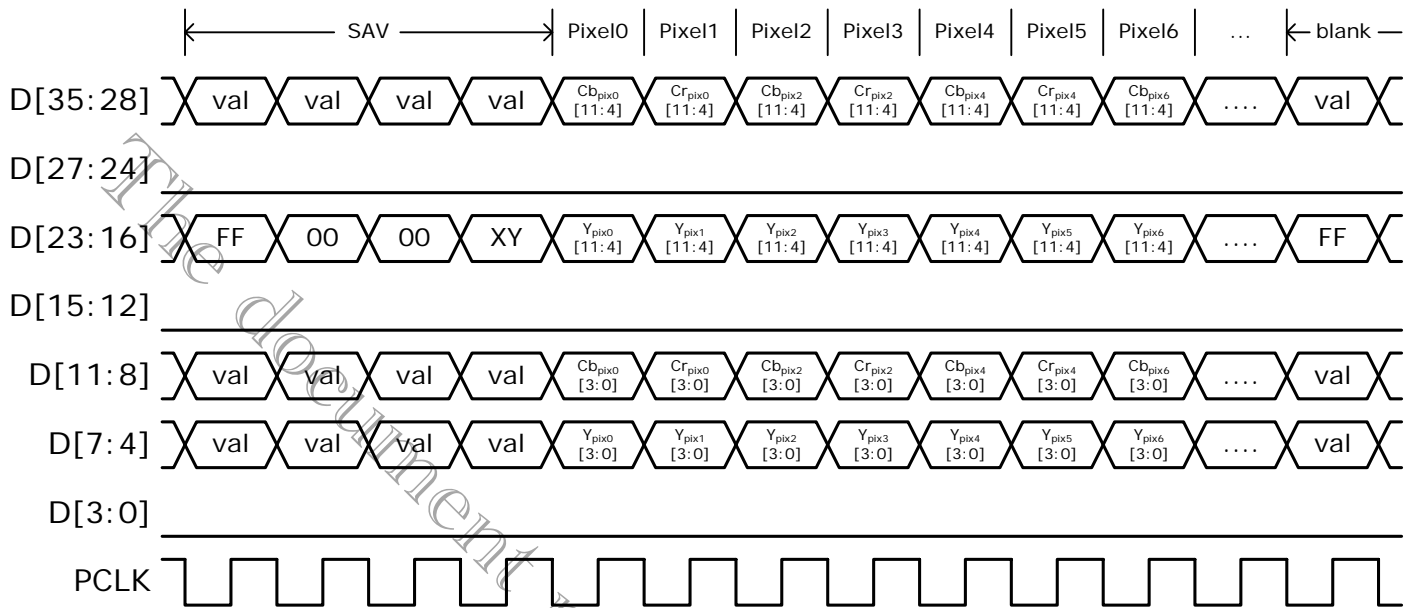 SAV Pixel0 Pixel1 Pixel2 Pixel3 Pixel4 Pixel5 Pixel6 ... blank
D[35:28] val val val val Cbpix0 [11:4] Crpix0 [11:4] Cbpix2 [11:4] Crpix2 [11:4] Cbpix4 [11:4] Crpix4 [11:4] Cbpix6 [11:4] .... val
D[27:24]
D[23:16] FF 00 00 XY Ypix0 [11:4] Ypix1 [11:4] Ypix2 [11:4] Ypix3 [11:4] Ypix4 [11:4] Ypix5 [11:4] Ypix6 [11:4] .... FF
D[15:12]
D[11:8] val val val val Cbpix0 [3:0] Crpix0 [3:0] Cbpix2 [3:0] Crpix2 [3:0] Cbpix4 [3:0] Crpix4 [3:0] Cbpix6 [3:0] .... val
D[7:4] val val val val Ypix0 [3:0] Ypix1 [3:0] Ypix2 [3:0] Ypix3 [3:0] Ypix4 [3:0] Ypix5 [3:0] Ypix6 [3:0] .... val
D[3:0]
PCLK
The document